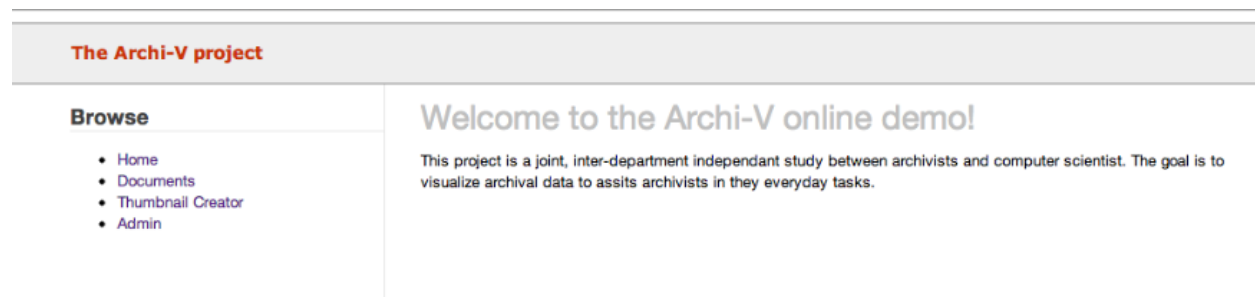 The Archi-V project
Browse
Home
Documents
Thumbnail Creator
Admin
Welcome to the Archi-V online demo!
This project is a joint, inter-department independant study between archivists and computer scientist. The goal is to
visualize archival data to assits archivists in they everyday tasks.